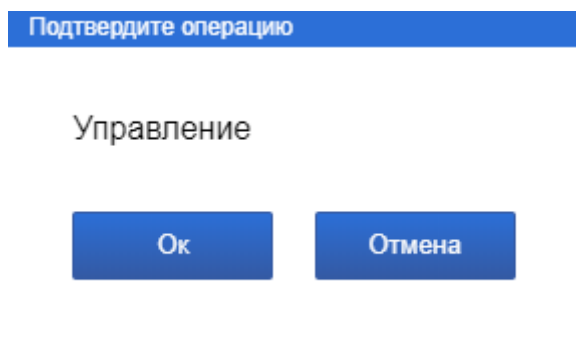 Подтвердите операцию
Управление
Ок
Отмена